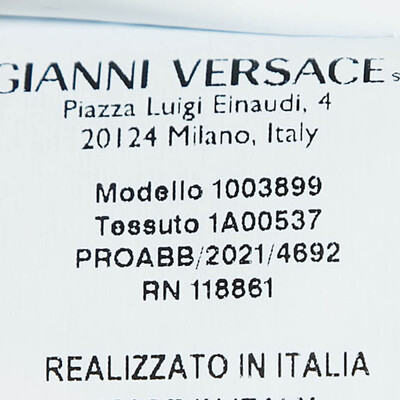 GIANNI VERSACE s
Piazza Luigi Einaudi, 4
20124 Milano, Italy
Modello 1003899
Tessuto 1A00537
PROABB/2021/4692
RN 118861
REALIZZATO IN ITALIA